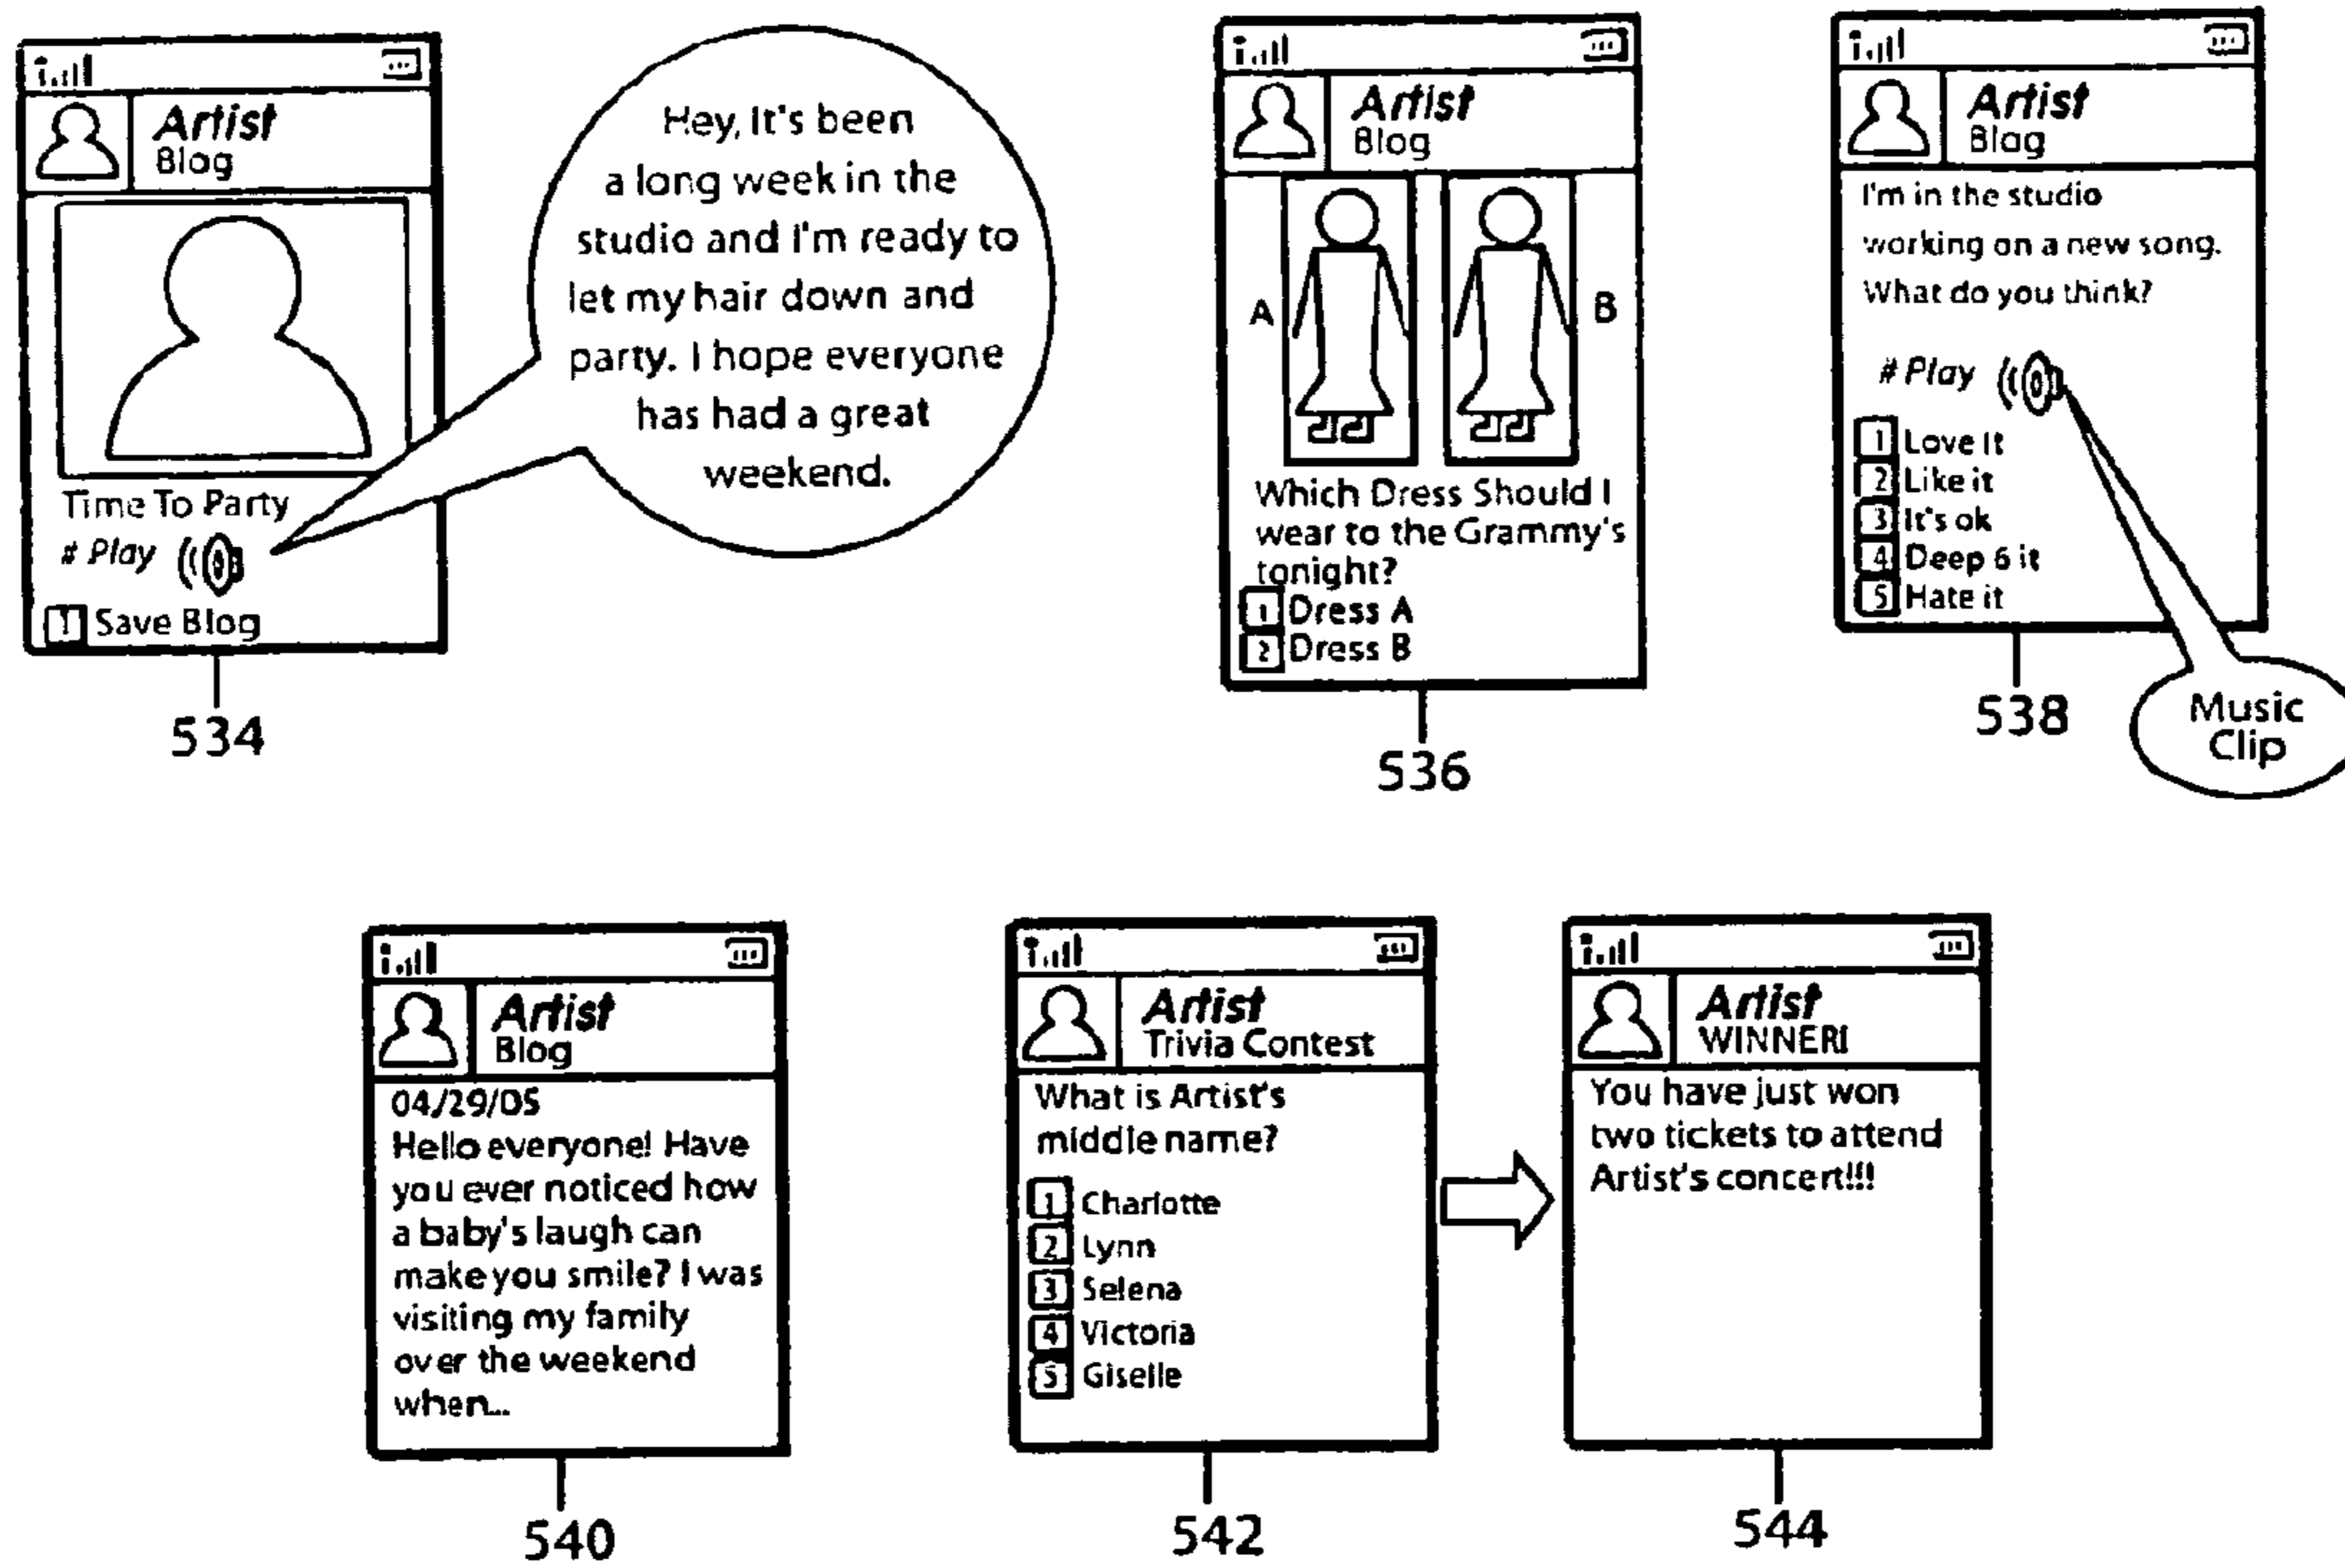 Artist
Blog
Time To Party
# Play
1 Save Blog
534
Hey, It's been
a long week in the
studio and I'm ready to
let my hair down and
party. I hope everyone
has had a great
weekend.
Artist
Blog
A
B
Which Dress Should I
wear to the Grammy's
tonight?
1 Dress A
2 Dress B
536
Artist
Blog
I'm in the studio
working on a new song.
What do you think?
# Play
1 Love It
2 Like it
3 It's ok
4 Deep 6 it
5 Hate it
538
Music
Clip
Artist
Blog
04/29/05
Hello everyone! Have
you ever noticed how
a baby's laugh can
make you smile? I was
visiting my family
over the weekend
when...
540
Artist
Trivia Contest
What is Artist's
middle name?
1 Charlotte
2 Lynn
3 Selena
4 Victoria
5 Giselle
542
Artist
WINNER!
You have just won
two tickets to attend
Artist's concert!!!
544